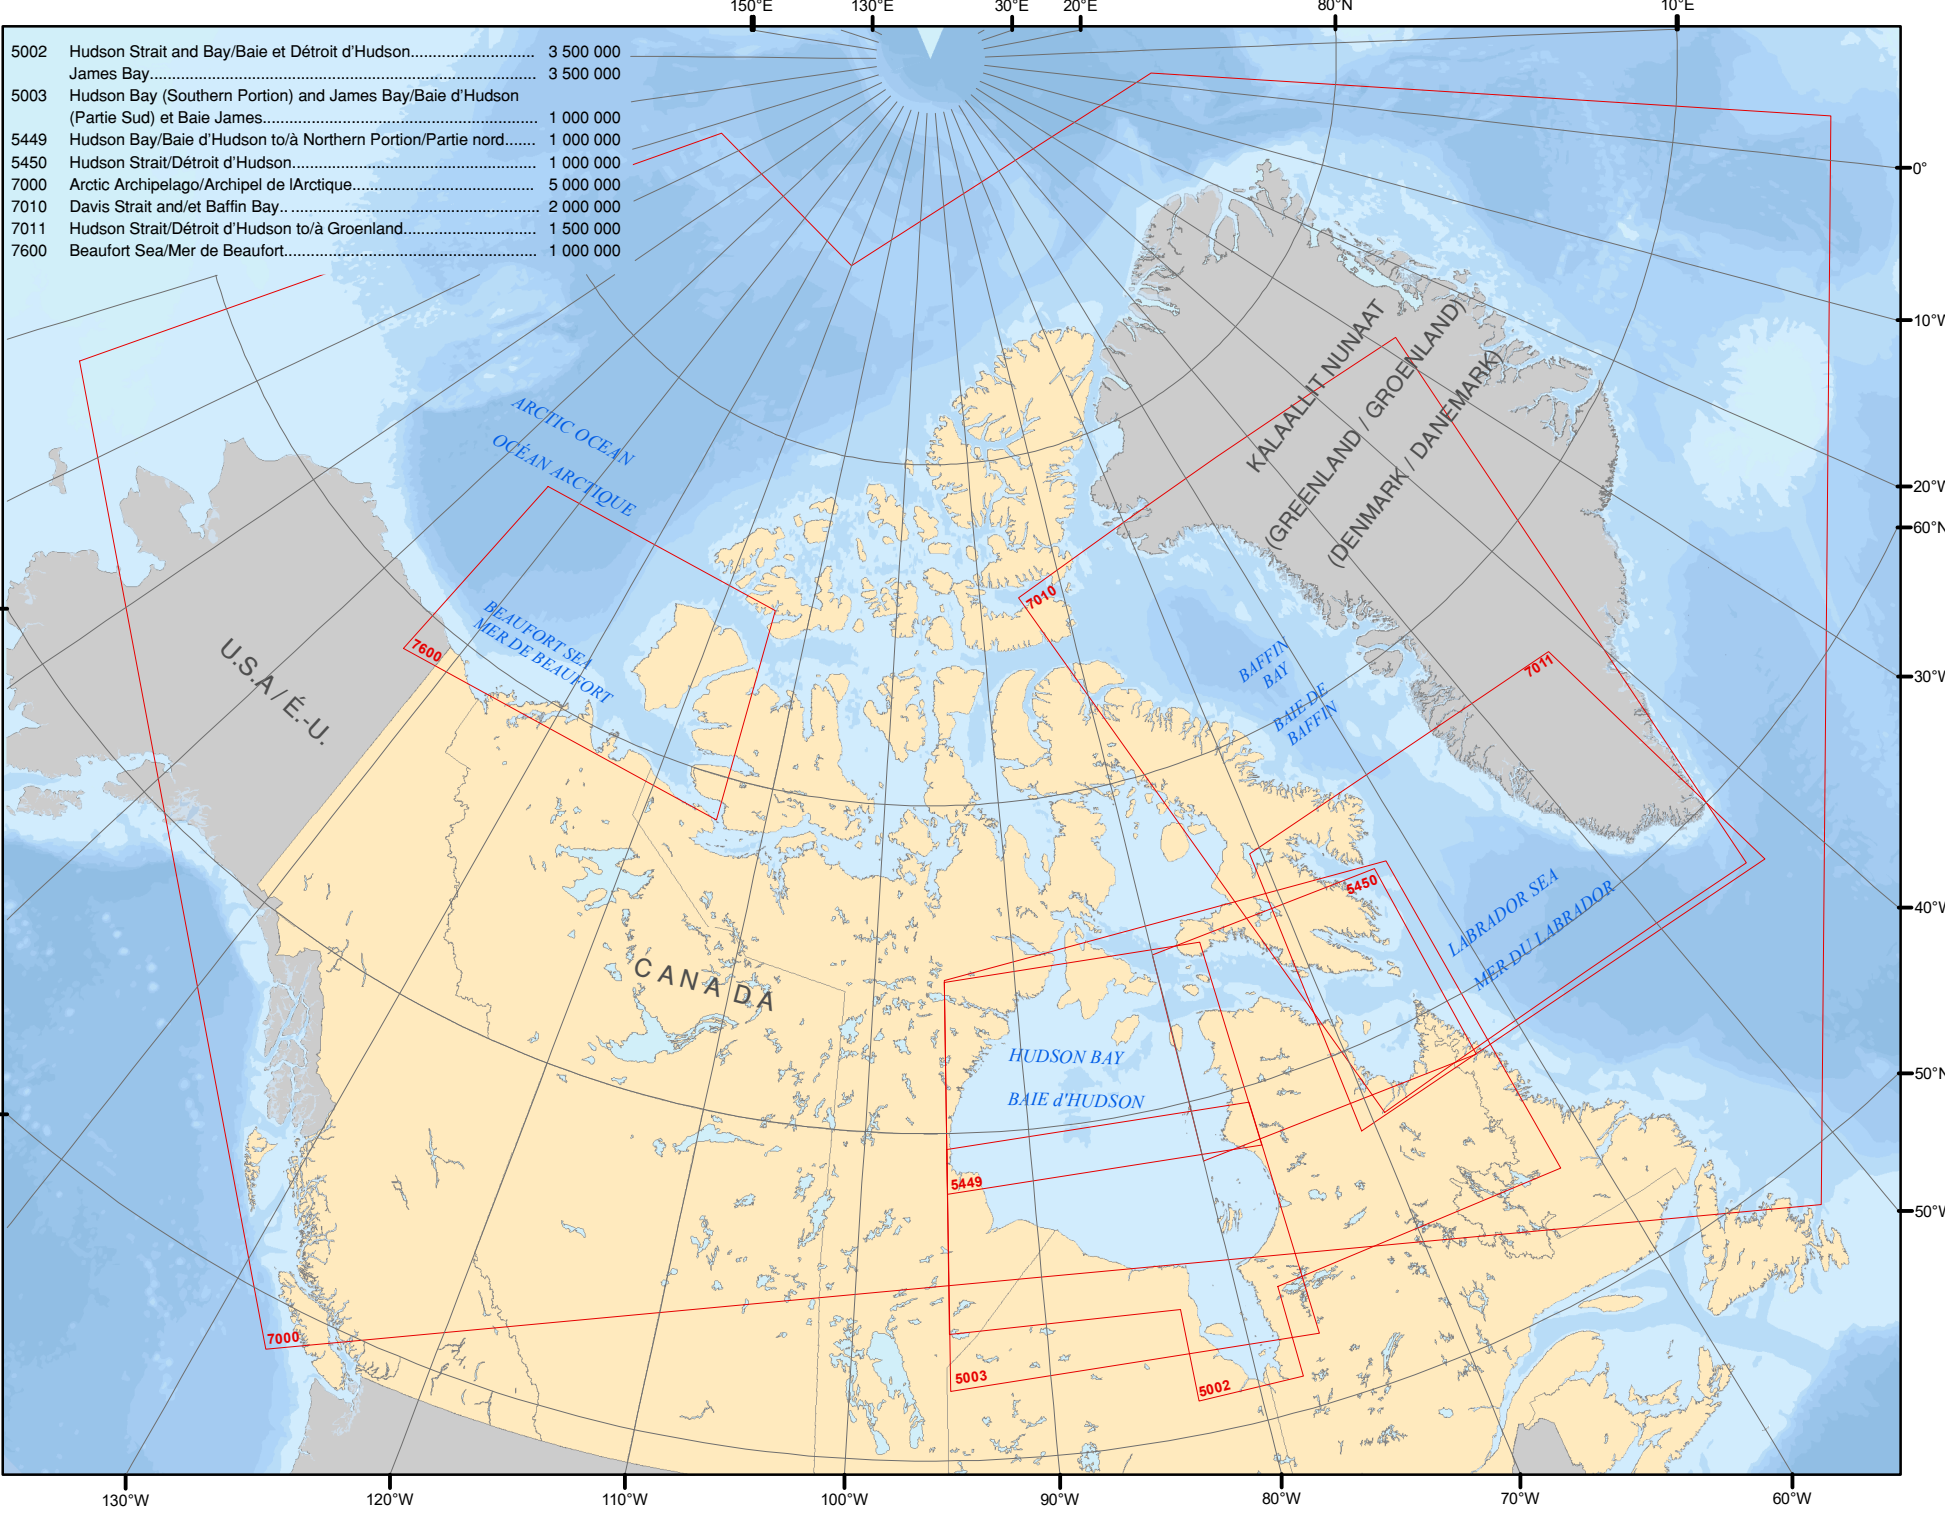 150°E 130°E 30°E 20°E 80°N 10°E
5002 Hudson Strait and Bay/Baie et Détroit d'Hudson........................... 3 500 000
James Bay................................................................................ 3 500 000
5003 Hudson Bay (Southern Portion) and James Bay/Baie d'Hudson
(Partie Sud) et Baie James........................................................... 1 000 000
5449 Hudson Bay/Baie d'Hudson to/à Northern Portion/Partie nord....... 1 000 000
5450 Hudson Strait/Détroit d'Hudson..................................................... 1 000 000
7000 Arctic Archipelago/Archipel de lArctique....................................... 5 000 000
7010 Davis Strait and/et Baffin Bay.. ...................................................... 2 000 000
7011 Hudson Strait/Détroit d'Hudson to/à Groenland............................. 1 500 000
7600 Beaufort Sea/Mer de Beaufort....................................................... 1 000 000
0°
10°W
20°W
60°N
30°W
40°W
50°N
50°W
ARCTIC OCEAN
OCÉAN ARCTIQUE
KALAALLIT NUNAAT
(GREENLAND / GROENLAND)
(DENMARK / DANEMARK)
7010
BEAUFORT SEA
MER DE BEAUFORT
7600
U.S.A / É.-U.
BAFFIN
BAY
BAIE DE
BAFFIN
7011
5450
LABRADOR SEA
MER DU LABRADOR
CANADA
HUDSON BAY
BAIE d'HUDSON
5449
7000
5003
5002
130°W 120°W 110°W 100°W 90°W 80°W 70°W 60°W